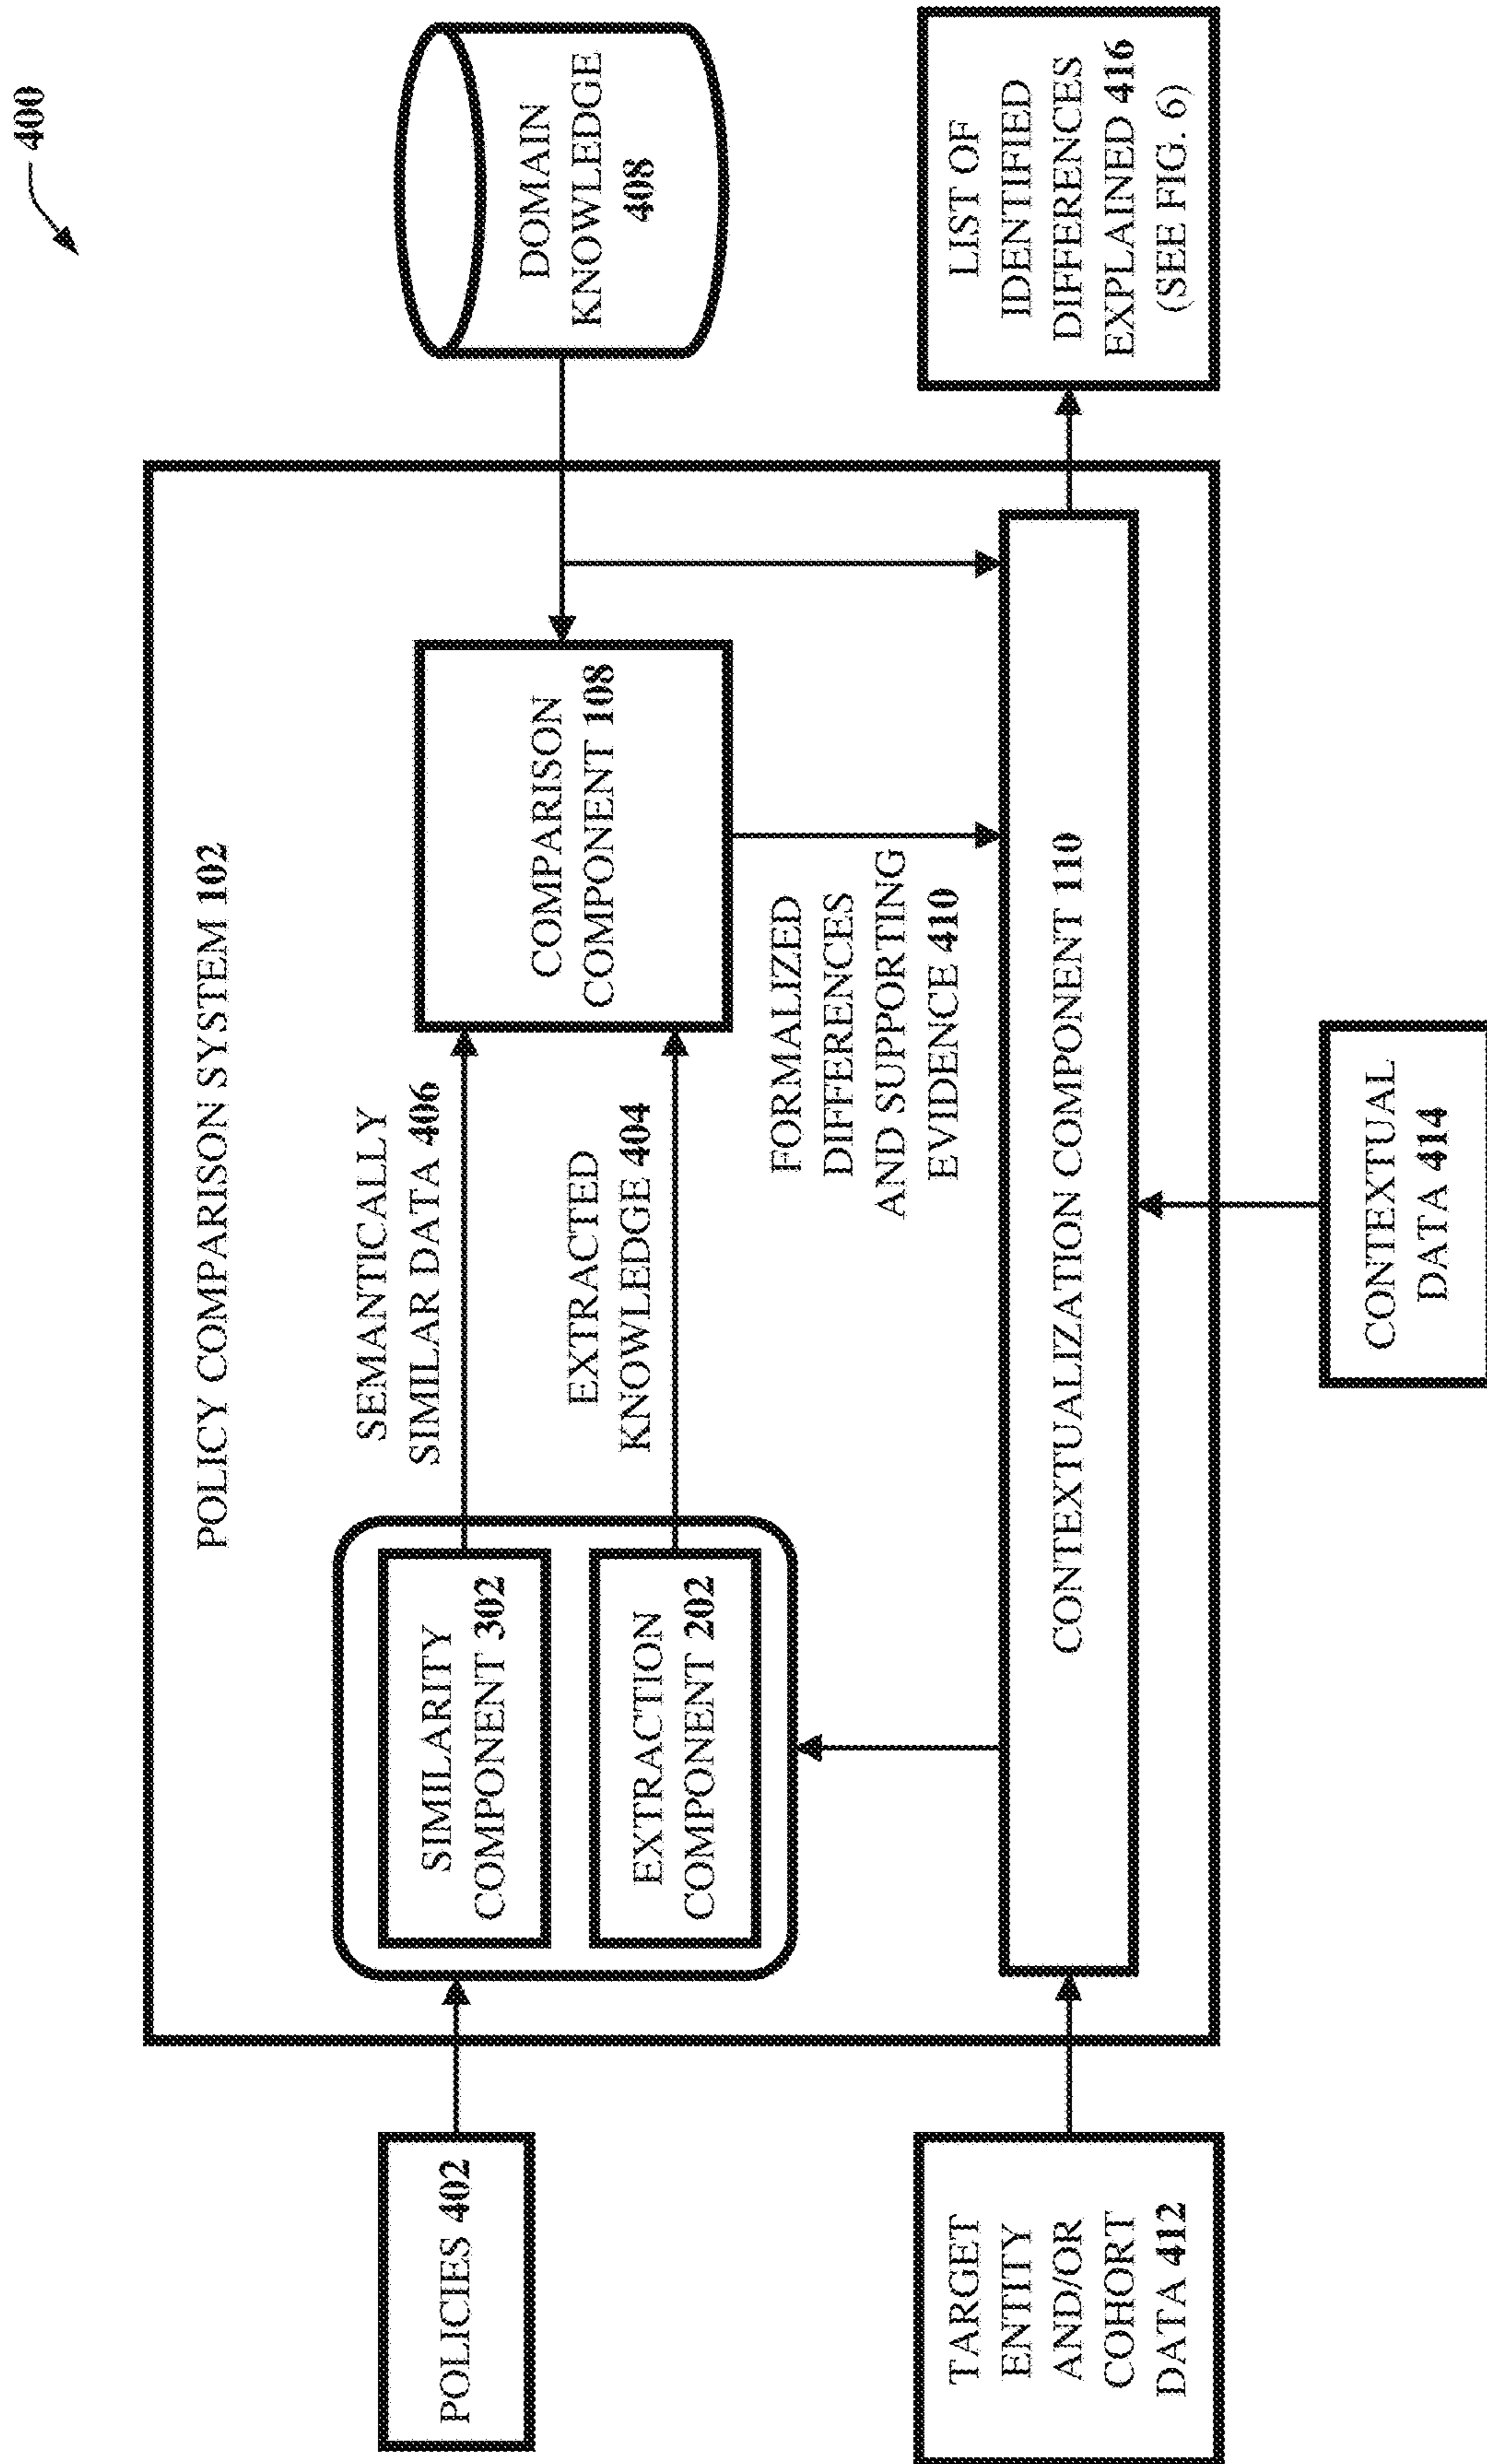 400
POLICY COMPARISON SYSTEM 102
POLICIES 402
SIMILARITY
COMPONENT 302
EXTRACTION
COMPONENT 202
SEMANTICALLY
SIMILAR DATA 406
EXTRACTED
KNOWLEDGE 404
COMPARISON
COMPONENT 108
DOMAIN
KNOWLEDGE
408
FORMALIZED
DIFFERENCES
AND SUPPORTING
EVIDENCE 410
TARGET
ENTITY
AND/OR
COHORT
DATA 412
CONTEXTUALIZATION COMPONENT 110
LIST OF
IDENTIFIED
DIFFERENCES
EXPLAINED 416
(SEE FIG. 6)
CONTEXTUAL
DATA 414